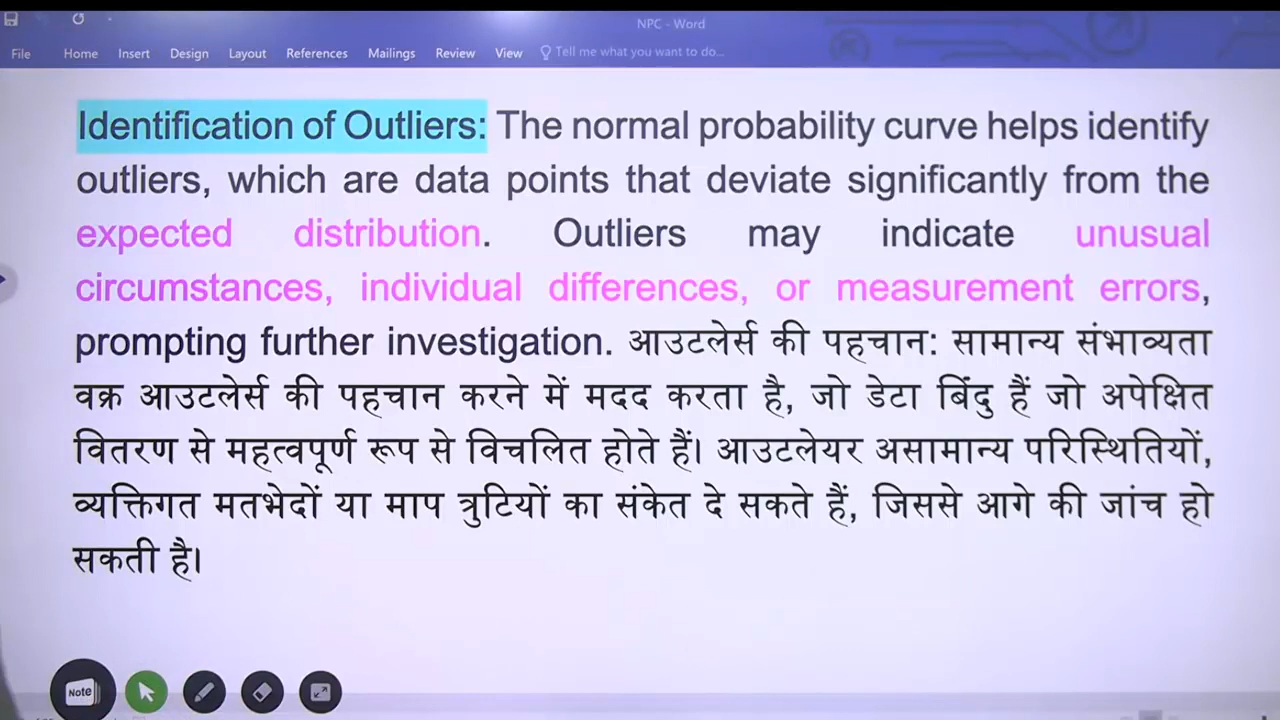 NPC - Word
File Home Insert Design Layout References Mailings Review View Tell me what you want to do...
Identification of Outliers: The normal probability curve helps identify
outliers, which are data points that deviate significantly from the
expected distribution. Outliers may indicate unusual
circumstances, individual differences, or measurement errors,
prompting further investigation. आउटलेर्स की पहचान: सामान्य संभाव्यता
वक्र आउटलेर्स की पहचान करने में मदद करता है, जो डेटा बिंदु हैं जो अपेक्षित
वितरण से महत्वपूर्ण रूप से विचलित होते हैं। आउटलेयर असामान्य परिस्थितियों,
व्यक्तिगत मतभेदों या माप त्रुटियों का संकेत दे सकते हैं, जिससे आगे की जांच हो
सकती है।
Note